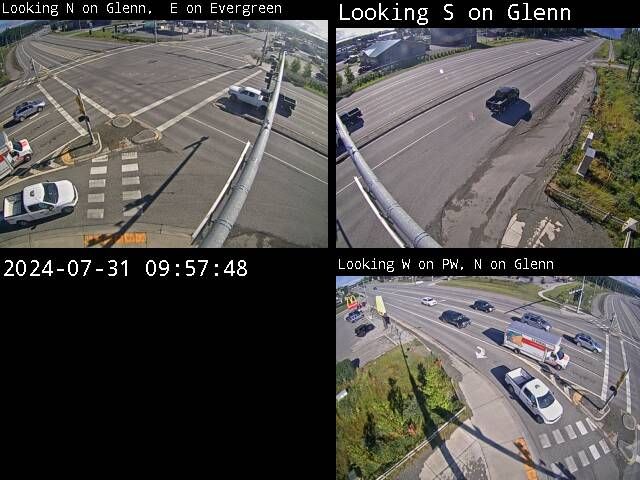 Looking N on Glenn,  E on Evergreen
Looking S on Glenn
2024-07-31 09:57:48
Looking W on PW, N on Glenn